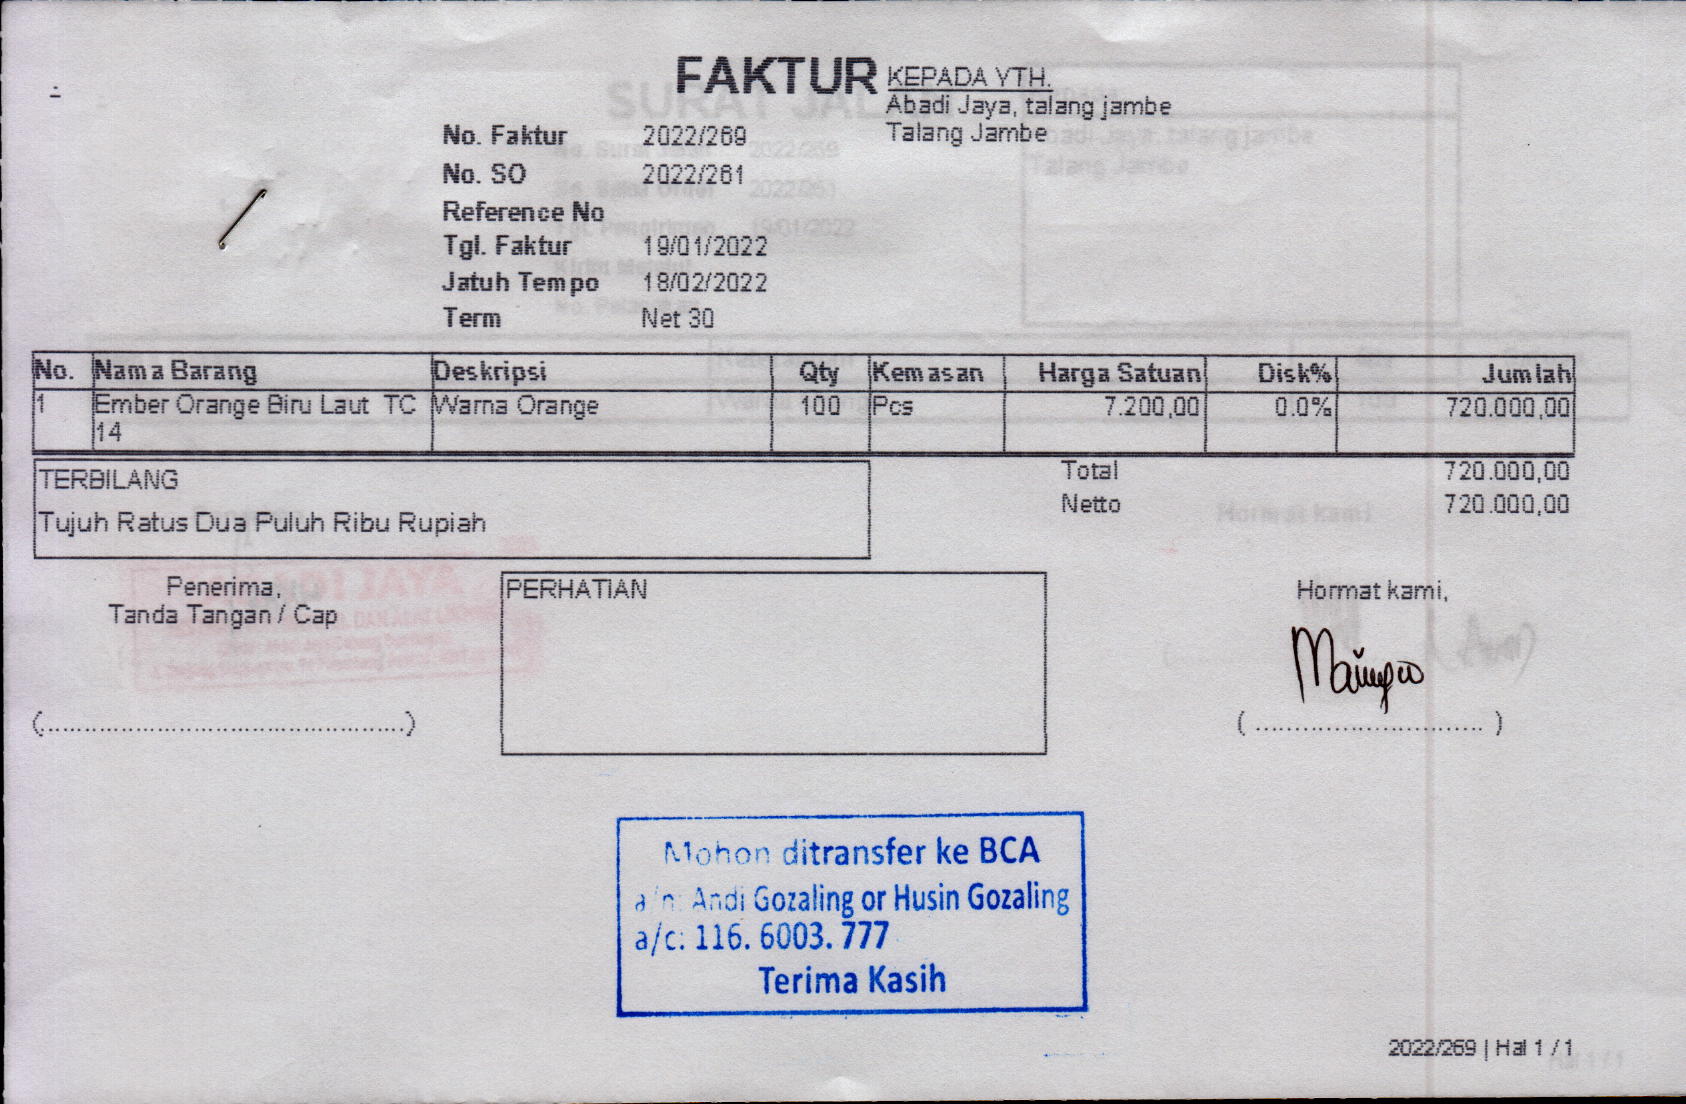 FAKTUR
KEPADA YTH.
Abadi Jaya, talang jambe
Talang Jambe
No. Faktur 2022/269
No. SO 2022/261
Reference No
Tgl. Faktur 19/01/2022
Jatuh Tempo 18/02/2022
Term Net 30
No. Nama Barang Deskripsi Qty Kemasan Harga Satuan Disk% Jumlah
1 Ember Orange Biru Laut TC Warna Orange 100 Pcs 7.200,00 0.0% 720.000,00
14
TERBILANG
Tujuh Ratus Dua Puluh Ribu Rupiah
Total 720.000,00
Netto 720.000,00
Penerima,
Tanda Tangan / Cap
(..............................................)
PERHATIAN
Hormat kami,
( ............................. )
Mohon ditransfer ke BCA
a/n: Andi Gozaling or Husin Gozaling
a/c: 116. 6003. 777
Terima Kasih
2022/269 | Hal 1 / 1